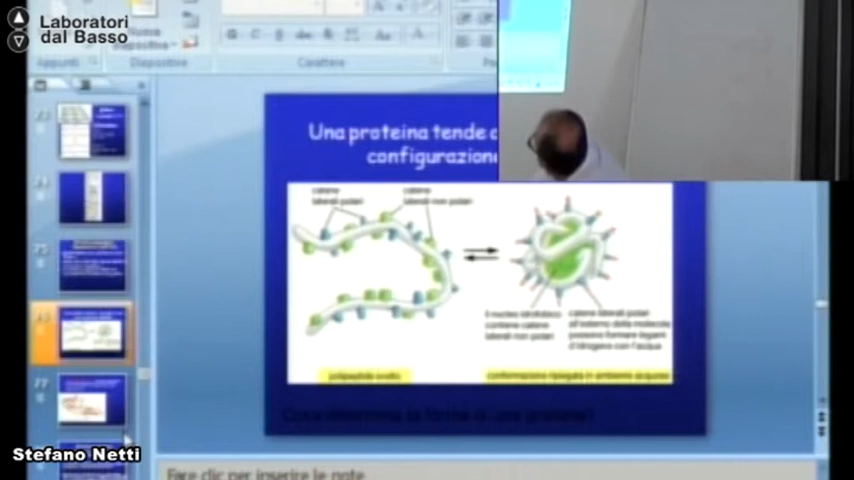 Laboratori
dal Basso
Appunti
Diapositive
Carattere
Una proteina tende a
configurazione
catene
laterali polari
catene
laterali non polari
il nucleo idrofobico
contiene catene
laterali non polari
catene laterali polari
all'esterno della molecola
possono formare legami
d'idrogeno con l'acqua
polipeptide svolto
conformazione ripiegata in ambiente acquoso
Cosa determina la forma di una proteina?
Stefano Netti
Fare clic per inserire le note